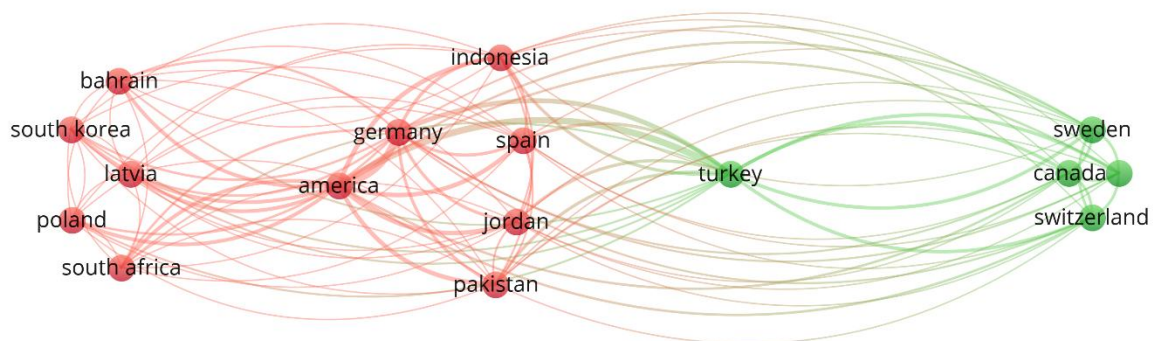 indonesia
bahrain
south korea
germany
spain
sweden
latvia
america
turkey
canada
poland
jordan
switzerland
south africa
pakistan